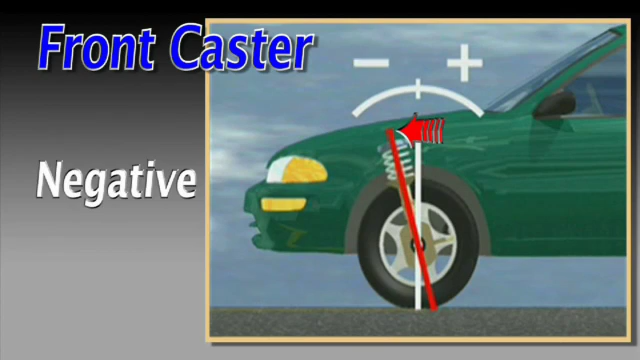 Front Caster
− +
Negative